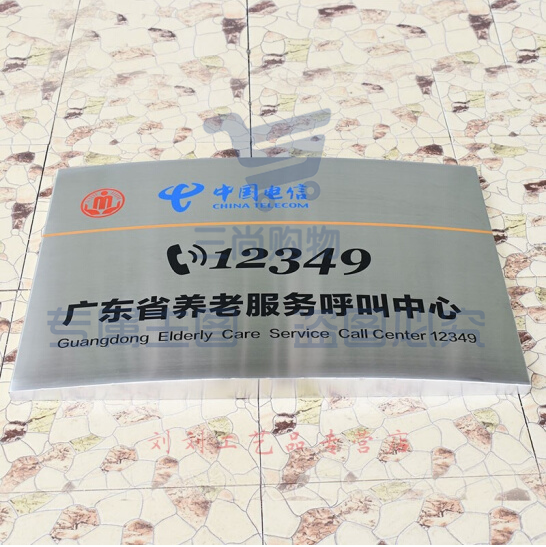 中国电信
CHINA TELECOM
三尚购物
12349
广东省养老服务呼叫中心
Guangdong Elderly Care Service Call Center 12349
刘刘工艺品专营店